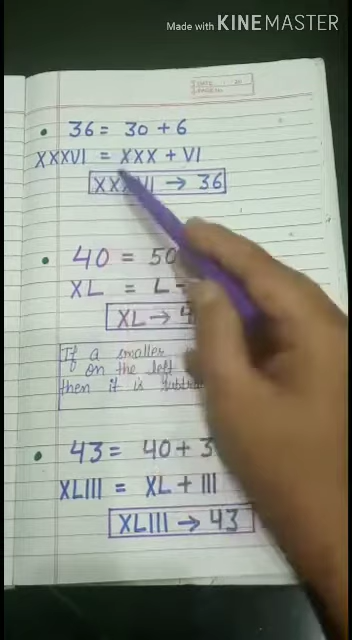 Made with KINEMASTER
DATE
36 = 30 + 6
XXXVI = XXX + VI
→ 36
40 = 50
XL = L -
XL → 4
If a smaller
on the left
then it is
43 = 40 + 3
XLIII = XL + III
XLIII → 43